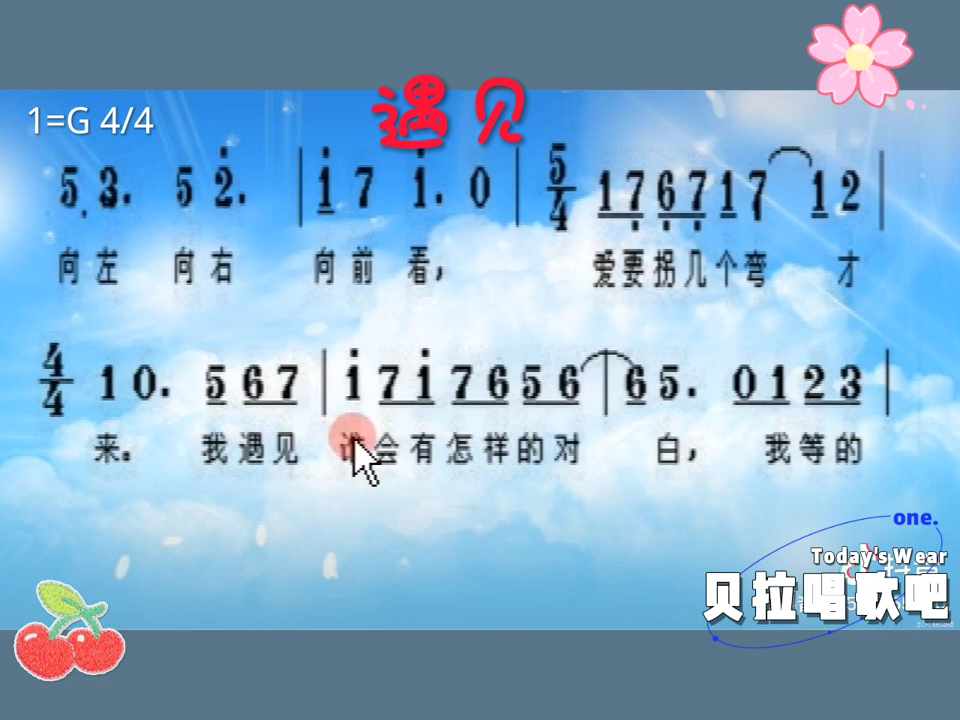 遇见
1=G 4/4
5 3. 5 2. | 1 7 1. 0 | 5/4 1 7 6 7 1 7 1 2 |
向左 向右 向前看， 爱要拐几个弯 才
4/4 1 0. 5 6 7 | 1 7 1 7 6 5 6 | 6 5. 0 1 2 3 |
来。 我遇见 谁会有怎样的对 白， 我等的
one.
Today's Wear
贝拉唱歌吧